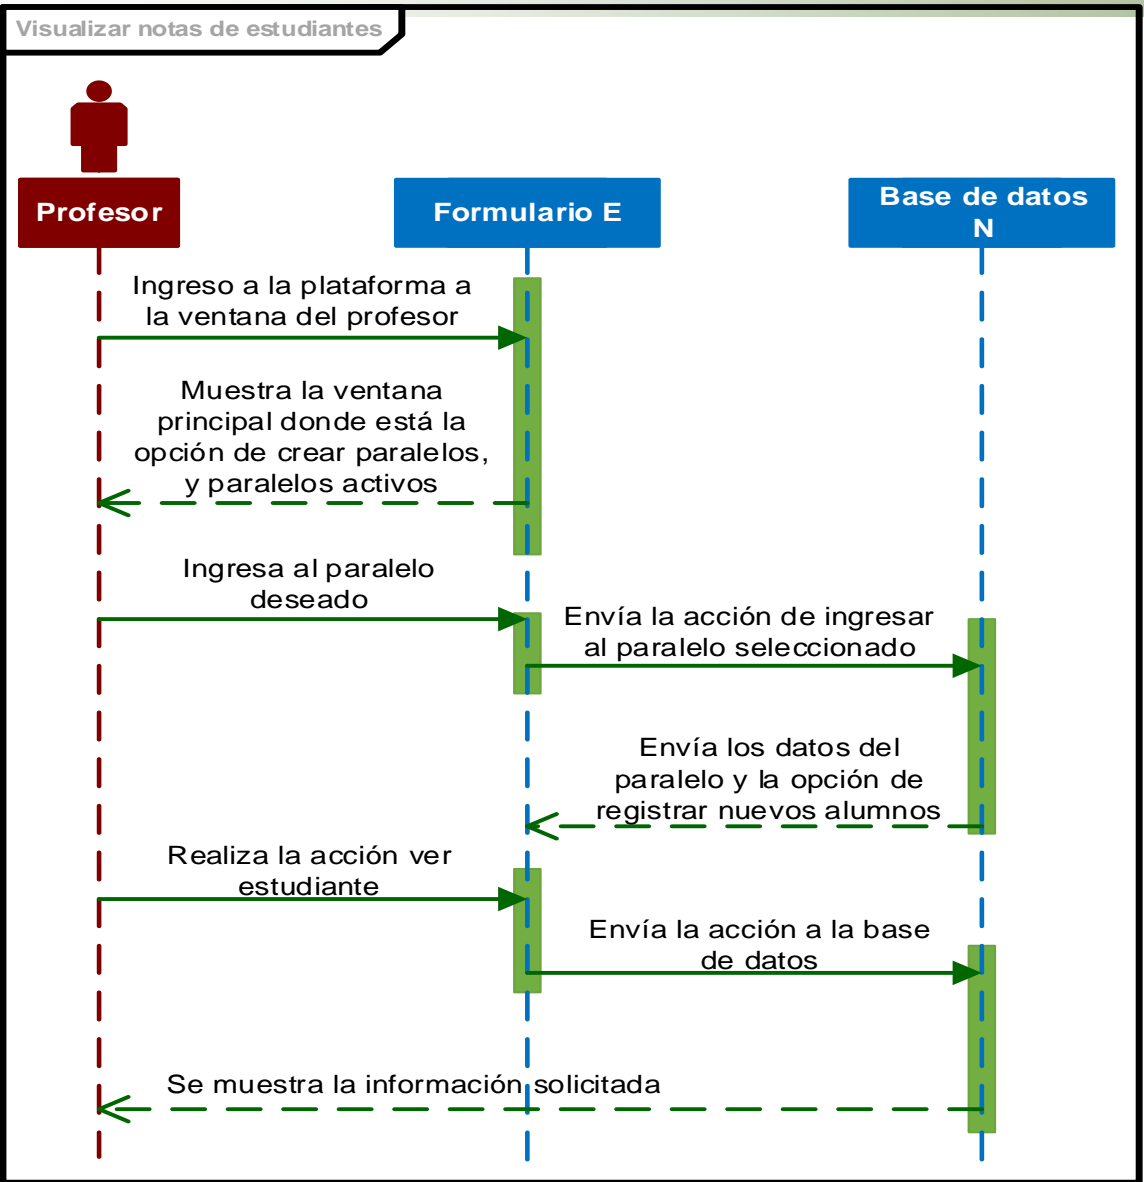 Visualizar notas de estudiantes
Profesor
Formulario E
Base de datos
N
Ingreso a la plataforma a
la ventana del profesor
Muestra la ventana
principal donde está la
opción de crear paralelos,
y paralelos activos
Ingresa al paralelo
deseado
Envía la acción de ingresar
al paralelo seleccionado
Envía los datos del
paralelo y la opción de
registrar nuevos alumnos
Realiza la acción ver
estudiante
Envía la acción a la base
de datos
Se muestra la información solicitada